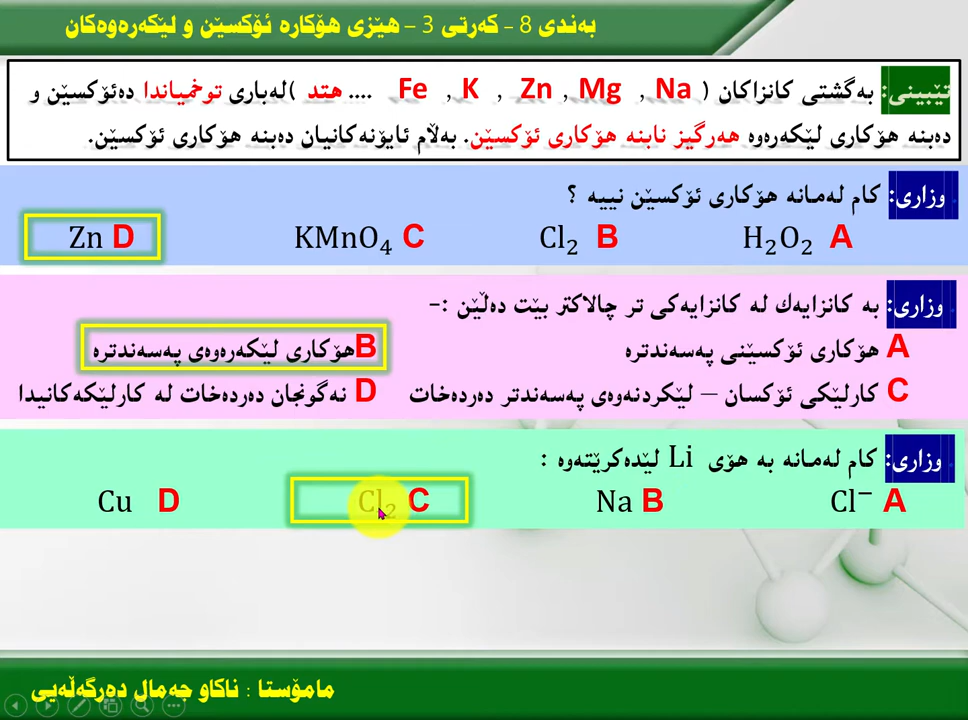 بەندی 8 - کەرتی 3 - هێزی هۆکارە ئۆکسێن و لێکەرەوەکان
تێبینی: بەگشتی کانزاکان ( Na , Mg , Zn , K , Fe .... هتد )لەباری توخمیاندا دەئۆکسێن و
دەبنە هۆکاری لێکەرەوە هەرگیز نابنە هۆکاری ئۆکسێن. بەڵام ئایۆنەکانیان دەبنە هۆکاری ئۆکسێن.
وزاری: کام لەمانە هۆکاری ئۆکسێن نییە ؟
A H₂O₂ B Cl₂ C KMnO₄ D Zn
وزاری: بە کانزایەك لە کانزایەکی تر چالاکتر بێت دەڵێن :-
A هۆکاری ئۆکسێنی پەسەندترە B هۆکاری لێکەرەوەی پەسەندترە
C کارلێکی ئۆکسان – لێکردنەوەی پەسەندتر دەردەخات D نەگونجان دەردەخات لە کارلێکەکانیدا
وزاری: کام لەمانە بە هۆی Li لێدەکرێتەوە :
A Cl⁻ B Na C Cl₂ D Cu
مامۆستا : ناکاو جەمال دەرگەڵەیی